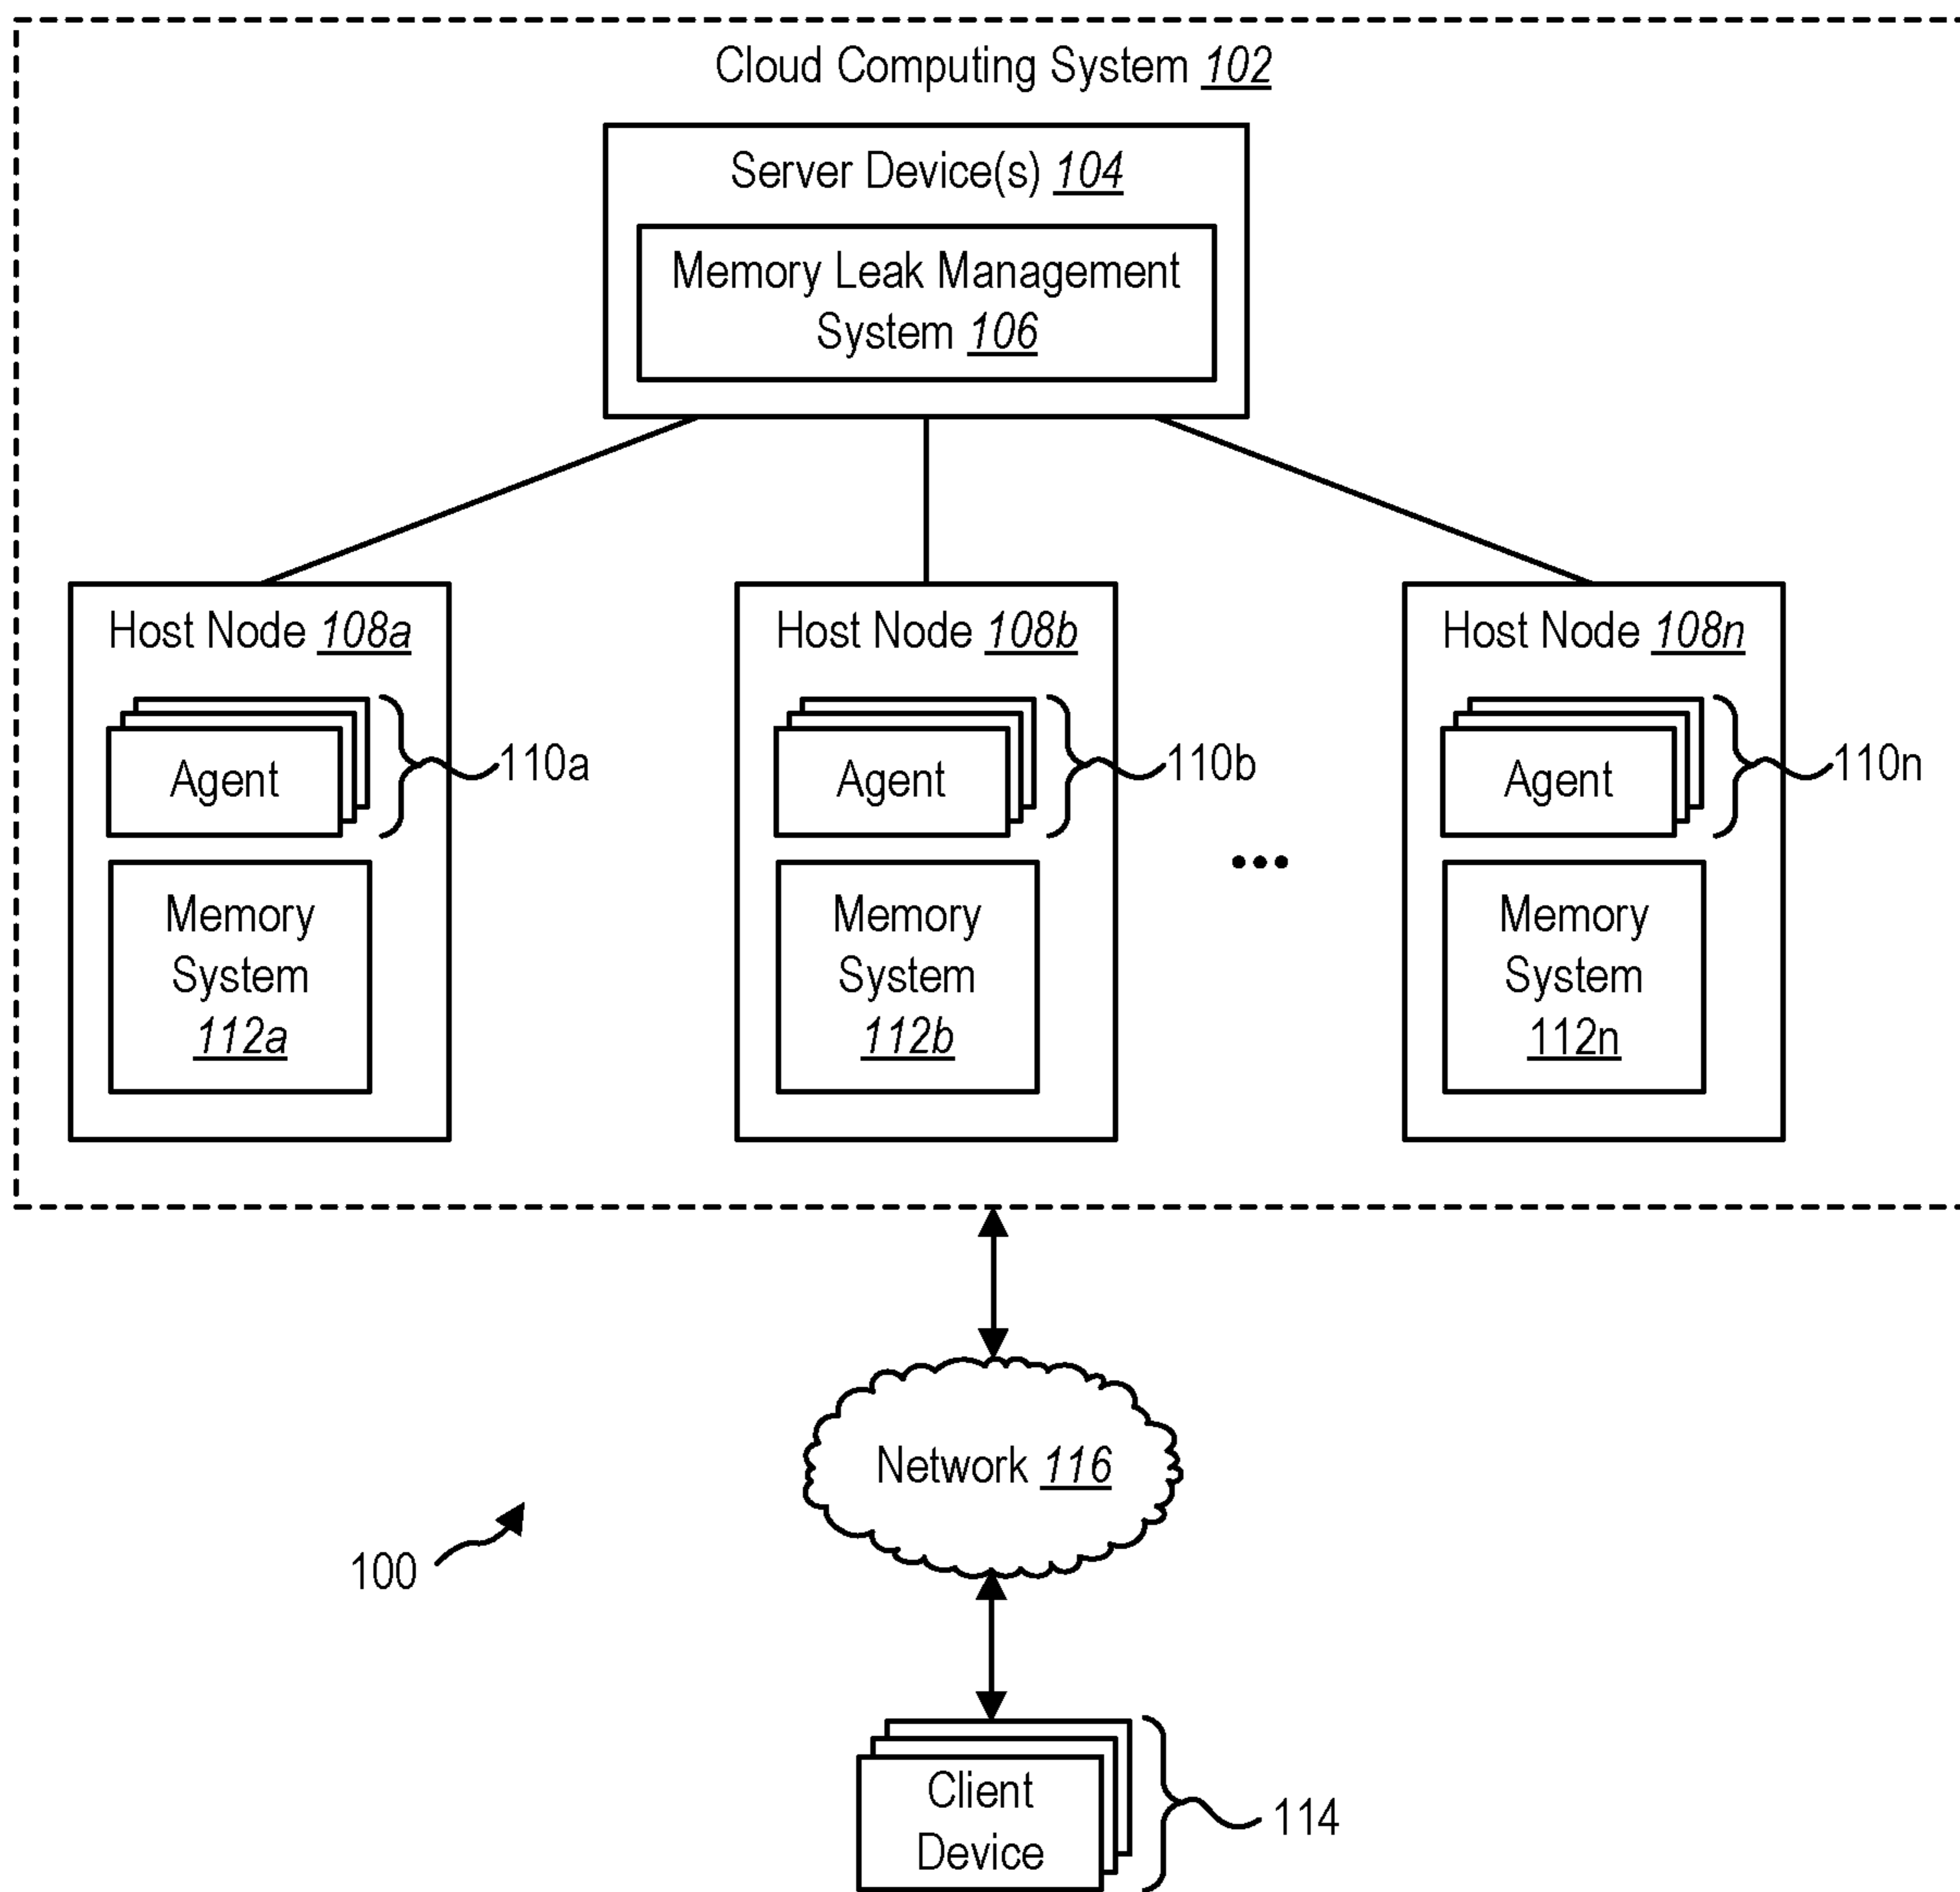 Cloud Computing System 102
Server Device(s) 104
Memory Leak Management
System 106
Host Node 108a
Agent
110a
Memory
System
112a
Host Node 108b
Agent
110b
Memory
System
112b
...
Host Node 108n
Agent
110n
Memory
System
112n
Network 116
100
Client
Device
114